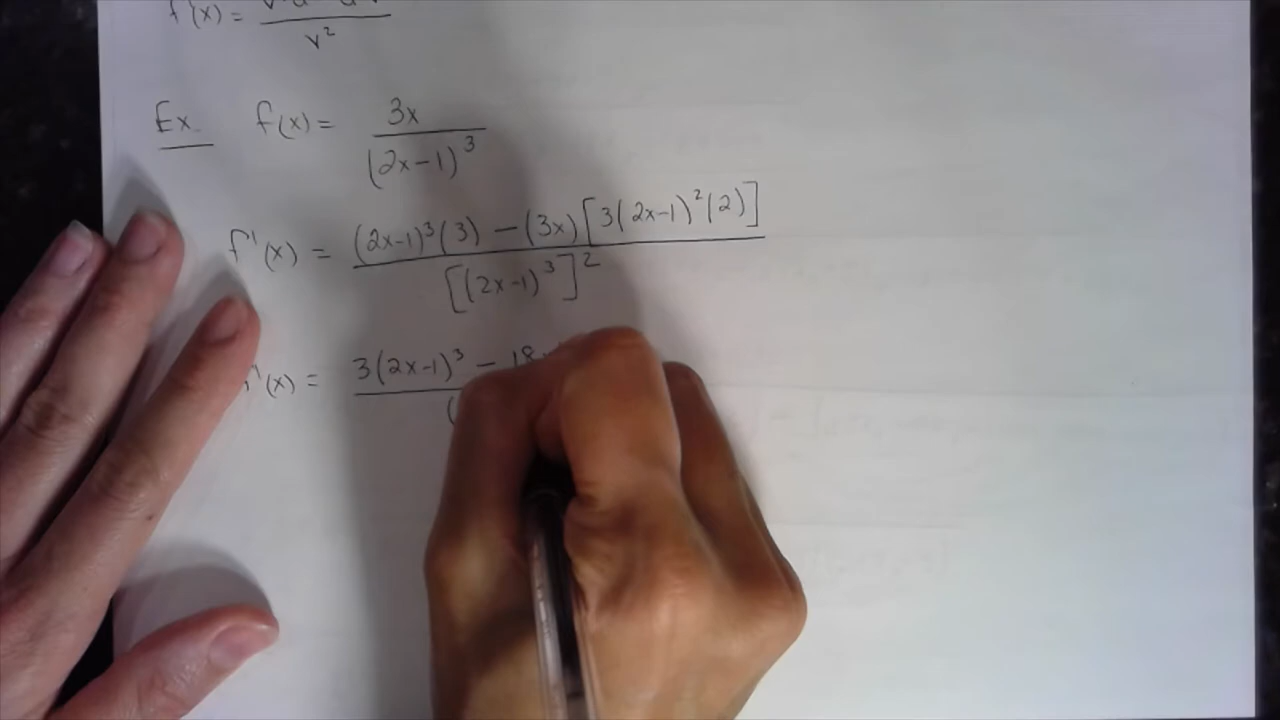 f'(x) =
v²
Ex. f(x) = 3x
(2x-1)³
f'(x) = (2x-1)³(3) - (3x)[3(2x-1)²(2)]
[(2x-1)³]²
'(x) = 3(2x-1)³ - 18
(